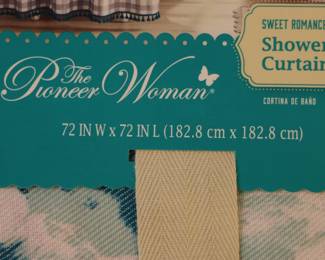 SWEET ROMANCE
Shower
Curtain
CORTINA DE BAÑO
The
Pioneer Woman®
72 IN W x 72 IN L (182.8 cm x 182.8 cm)